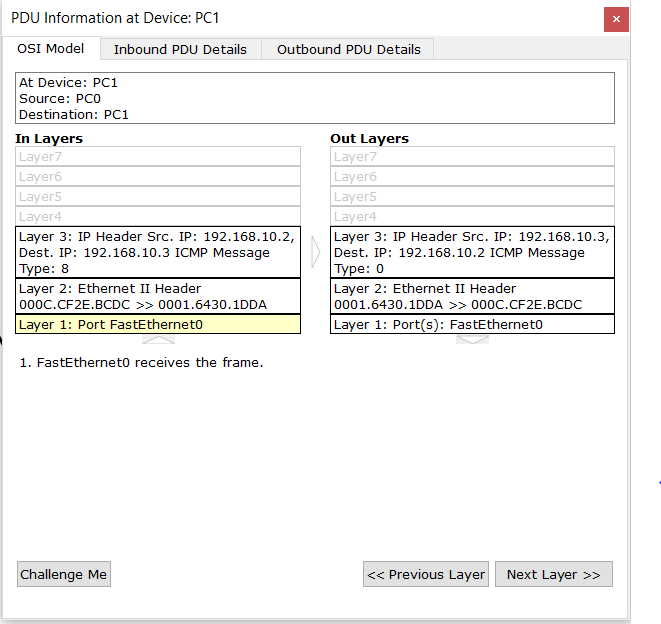 PDU Information at Device: PC1
OSI Model
Inbound PDU Details
Outbound PDU Details
At Device: PC1
Source: PC0
Destination: PC1
In Layers
Layer7
Layer6
Layer5
Layer4
Layer 3: IP Header Src. IP: 192.168.10.2,
Dest. IP: 192.168.10.3 ICMP Message
Type: 8
Layer 2: Ethernet II Header
000C.CF2E.BCDC >> 0001.6430.1DDA
Layer 1: Port FastEthernet0
Out Layers
Layer7
Layer6
Layer5
Layer4
Layer 3: IP Header Src. IP: 192.168.10.3,
Dest. IP: 192.168.10.2 ICMP Message
Type: 0
Layer 2: Ethernet II Header
0001.6430.1DDA >> 000C.CF2E.BCDC
Layer 1: Port(s): FastEthernet0
1. FastEthernet0 receives the frame.
Challenge Me
<< Previous Layer
Next Layer >>